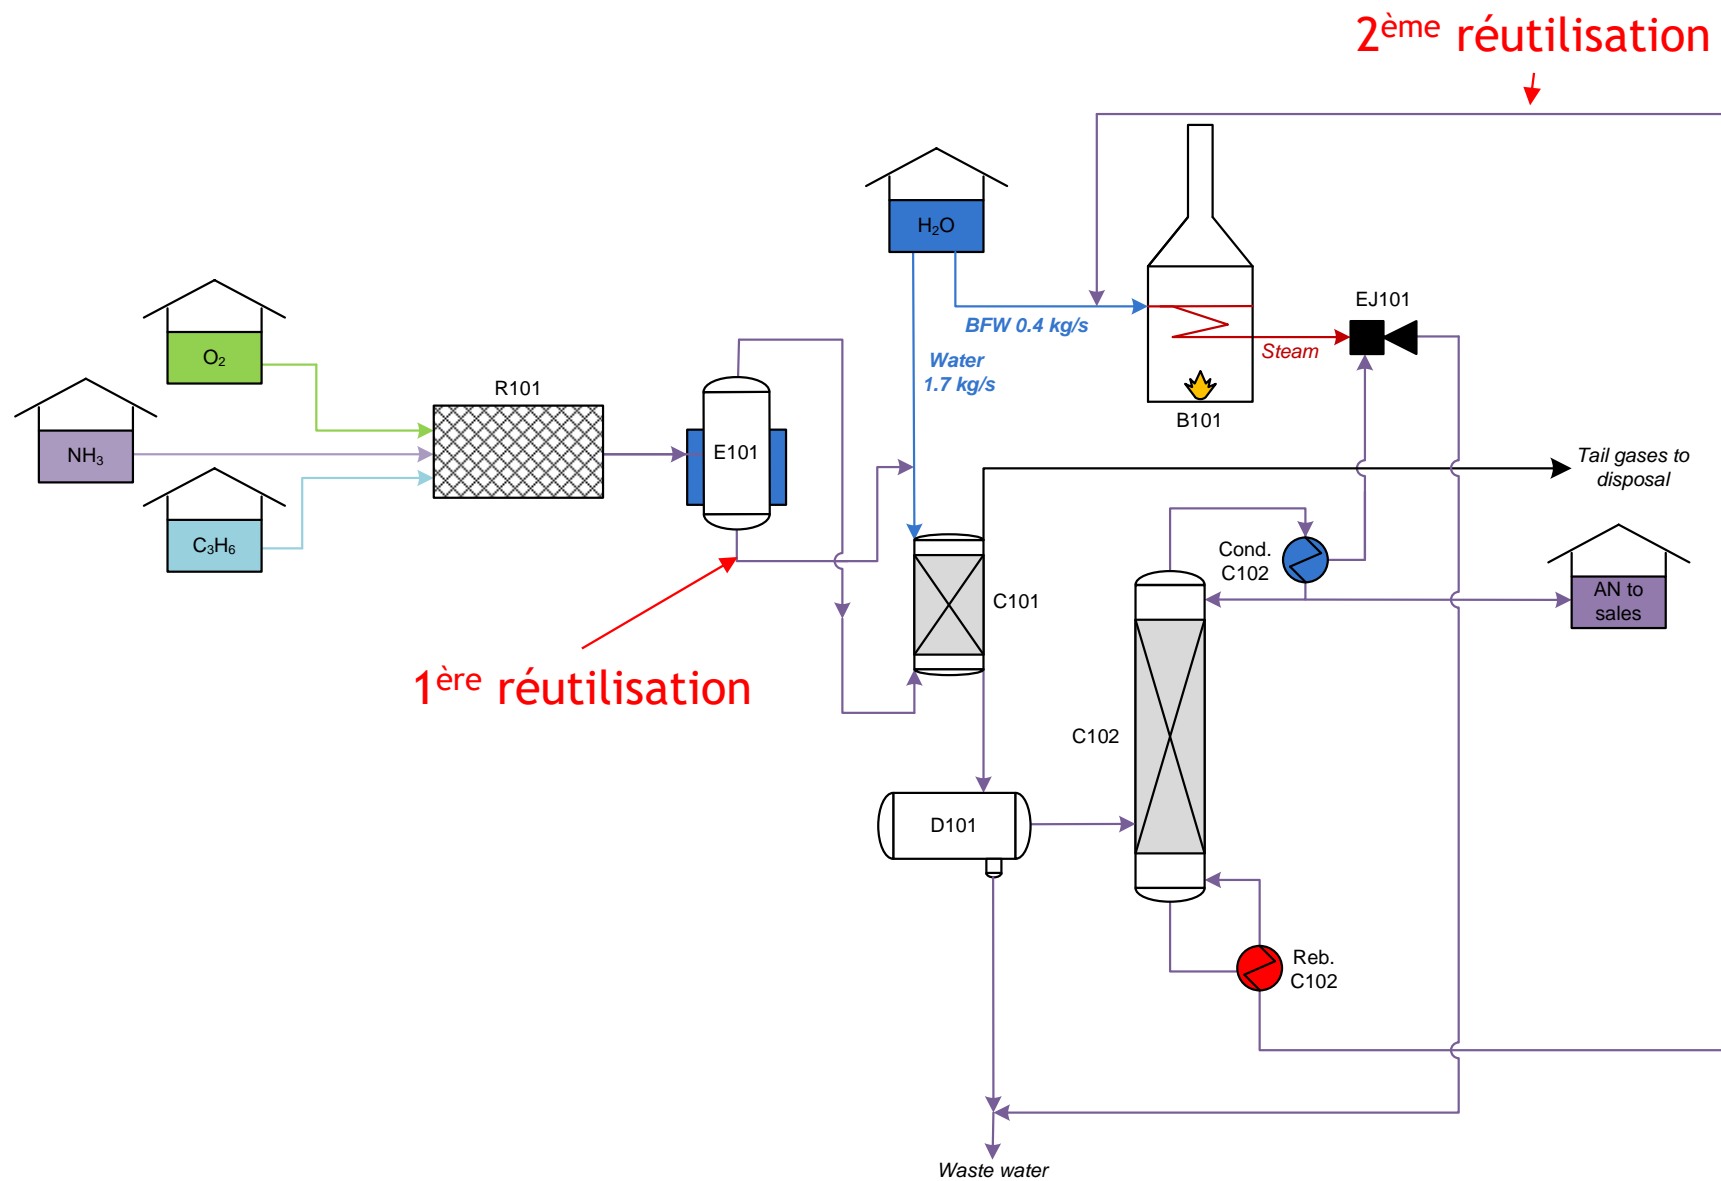 2ème réutilisation
H₂O
EJ101
BFW 0.4 kg/s
Steam
Water
1.7 kg/s
O₂
R101
B101
NH₃
E101
Tail gases to
disposal
C₃H₆
Cond.
C102
C101
AN to
sales
1ère réutilisation
C102
D101
Reb.
C102
Waste water